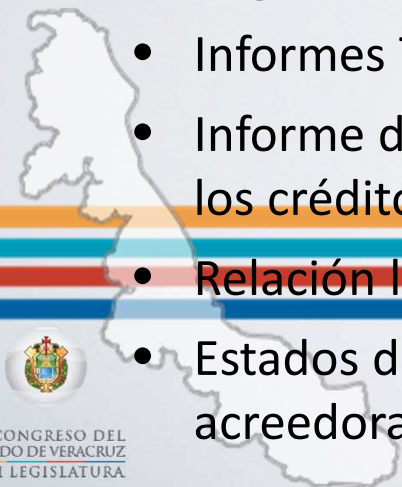 • Informes
• Informe d
los crédito
• Relación l
• Estados d
acreedora
CONGRESO DEL
DO DE VERACRUZ
I LEGISLATURA